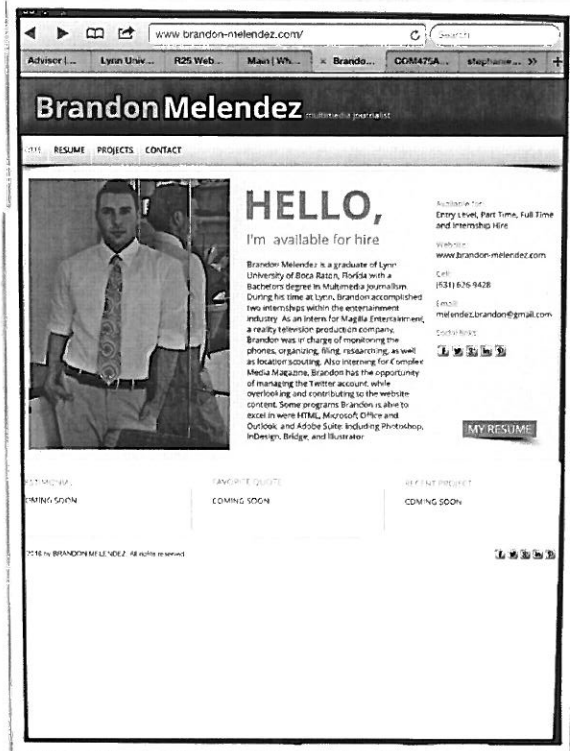 www.brandon-melendez.com/
Search
Advisor |... Lynn Univ... R25 Web... Main | Wh... × Brando... COM475A... stephanie... >> +
Brandon Melendez multimedia journalist
RESUME PROJECTS CONTACT
HELLO,
I'm available for hire
Brandon Melendez is a graduate of Lynn
University of Boca Raton, Florida with a
Bachelors degree in Multimedia Journalism.
During his time at Lynn, Brandon accomplished
two internships within the entertainment
industry. As an intern for Magilla Entertainment,
a reality television production company,
Brandon was in charge of monitoring the
phones, organizing, filing, researching, as well
as location scouting. Also interning for Complex
Media Magazine, Brandon has the opportunity
of managing the Twitter account, while
overlooking and contributing to the website
content. Some programs Brandon is able to
excel in were HTML, Microsoft Office and
Outlook, and Adobe Suite: including Photoshop,
InDesign, Bridge, and Illustrator
Available for:
Entry Level, Part Time, Full Time
and Internship Hire
Website:
www.brandon-melendez.com
Cell:
(631) 626-9428
Email:
melendez.brandon@gmail.com
Social links:
MY RESUME
FAVORITE QUOTE
RECENT PROJECT
OMING SOON
COMING SOON
COMING SOON
by BRANDON MELENDEZ. All rights reserved